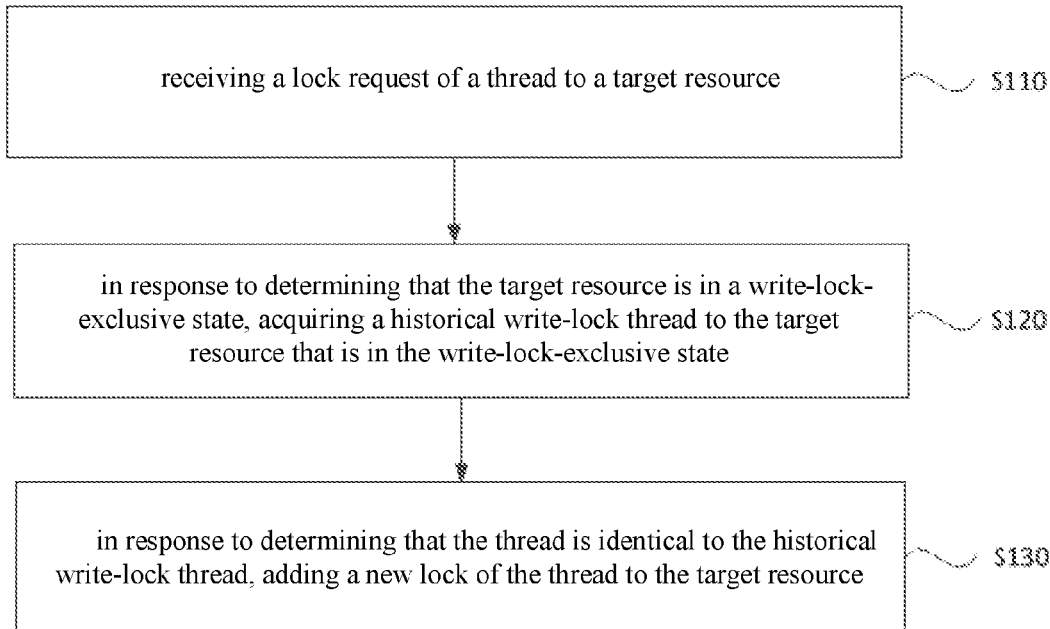 receiving a lock request of a thread to a target resource
S110
in response to determining that the target resource is in a write-lock-
exclusive state, acquiring a historical write-lock thread to the target
resource that is in the write-lock-exclusive state
S120
in response to determining that the thread is identical to the historical
write-lock thread, adding a new lock of the thread to the target resource
S130